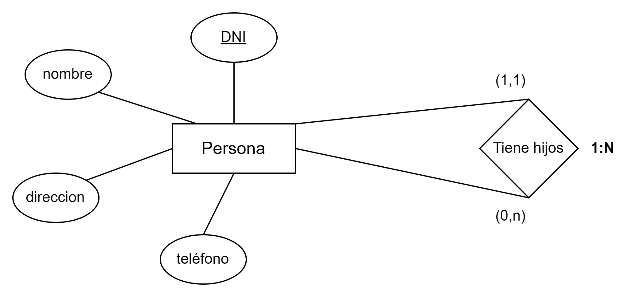 DNI
nombre
(1,1)
Persona
Tiene hijos
1:N
direccion
(0,n)
teléfono